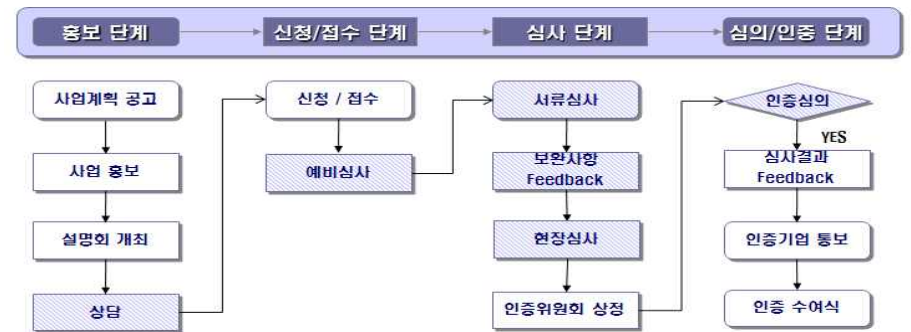 홍보 단계
신청/접수 단계
심사 단계
심의/인증 단계
사업계획 공고
사업 홍보
설명회 개최
상담
신청 / 접수
예비심사
서류심사
보완사항
Feedback
현장심사
인증위원회 상정
인증심의
YES
심사결과
Feedback
인증기업 통보
인증 수여식